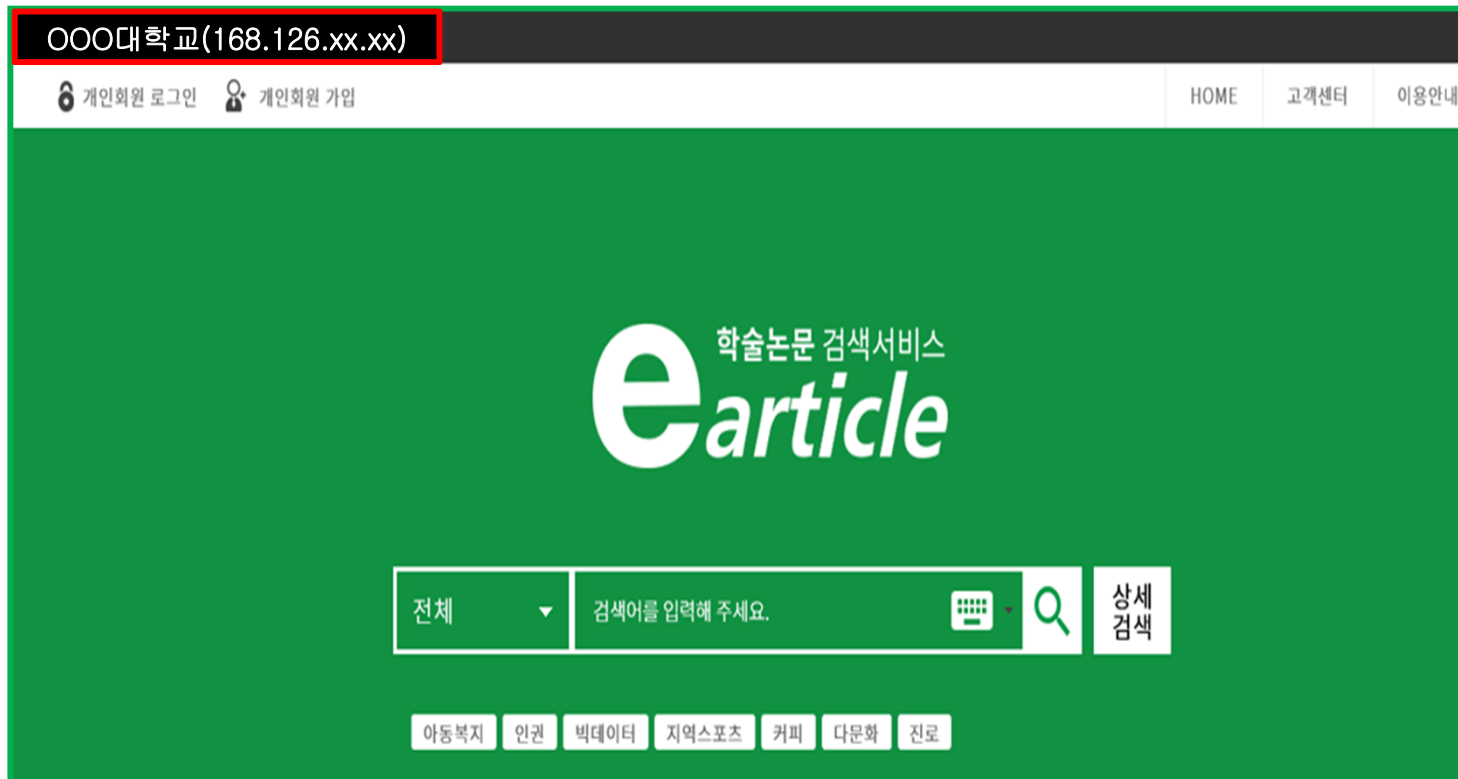 OOO대학교(168.126.xx.xx)
개인회원 로그인 개인회원 가입 HOME 고객센터 이용안내
학술논문 검색서비스
earticle
전체 검색어를 입력해 주세요. 상세
검색
아동복지 인권 빅데이터 지역스포츠 커피 다문화 진로